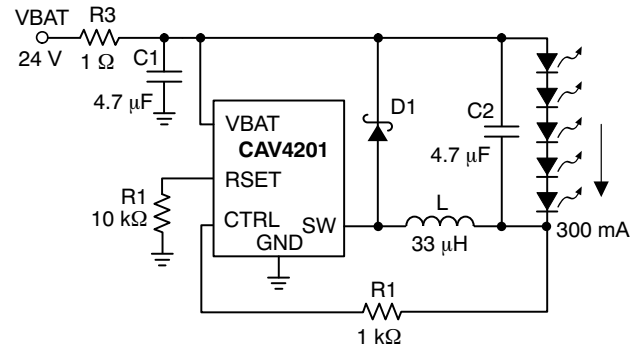 VBAT
24 V
R3
1 Ω
C1
4.7 μF
VBAT
CAV4201
RSET
CTRL
GND
SW
R1
10 kΩ
D1
C2
4.7 μF
L
33 μH
300 mA
R1
1 kΩ